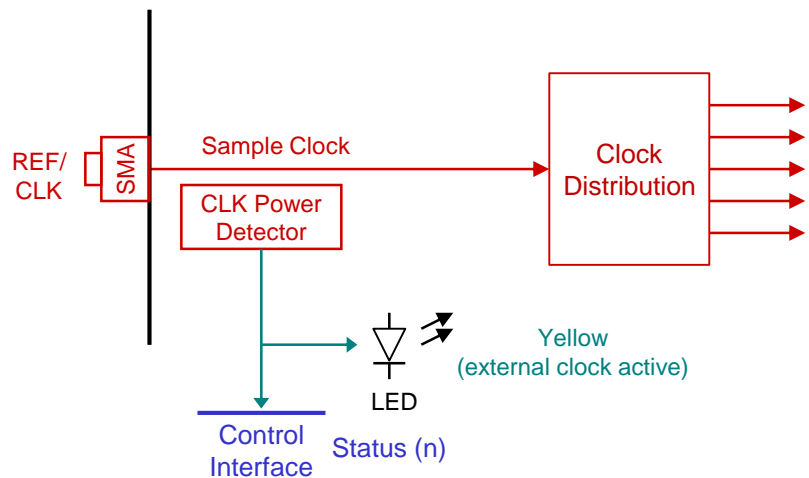 REF/
CLK
SMA
Sample Clock
CLK Power
Detector
Clock
Distribution
Yellow
(external clock active)
LED
Control
Interface
Status (n)